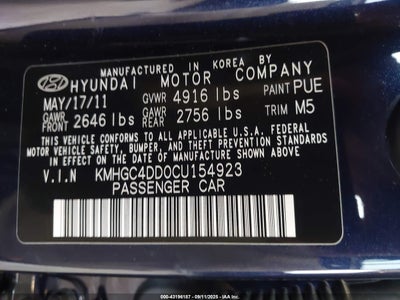 MANUFACTURED IN KOREA BY
HYUNDAI MOTOR COMPANY
MAY/17/11 GVWR 4916 lbs PAINT PUE
GAWR FRONT 2646 lbs GAWR REAR 2756 lbs TRIM M5
THIS VEHICLE CONFORMS TO ALL APPLICABLE U.S.A. FEDERAL
MOTOR VEHICLE SAFETY, BUMPER, AND THEFT PREVENTION STANDARDS
IN EFFECT ON THE DATE OF MANUFACTURE SHOWN ABOVE.
V.I.N KMHGC4DD0CU154923
PASSENGER CAR
000-43196187 - 09/11/2025 - IAA Inc.